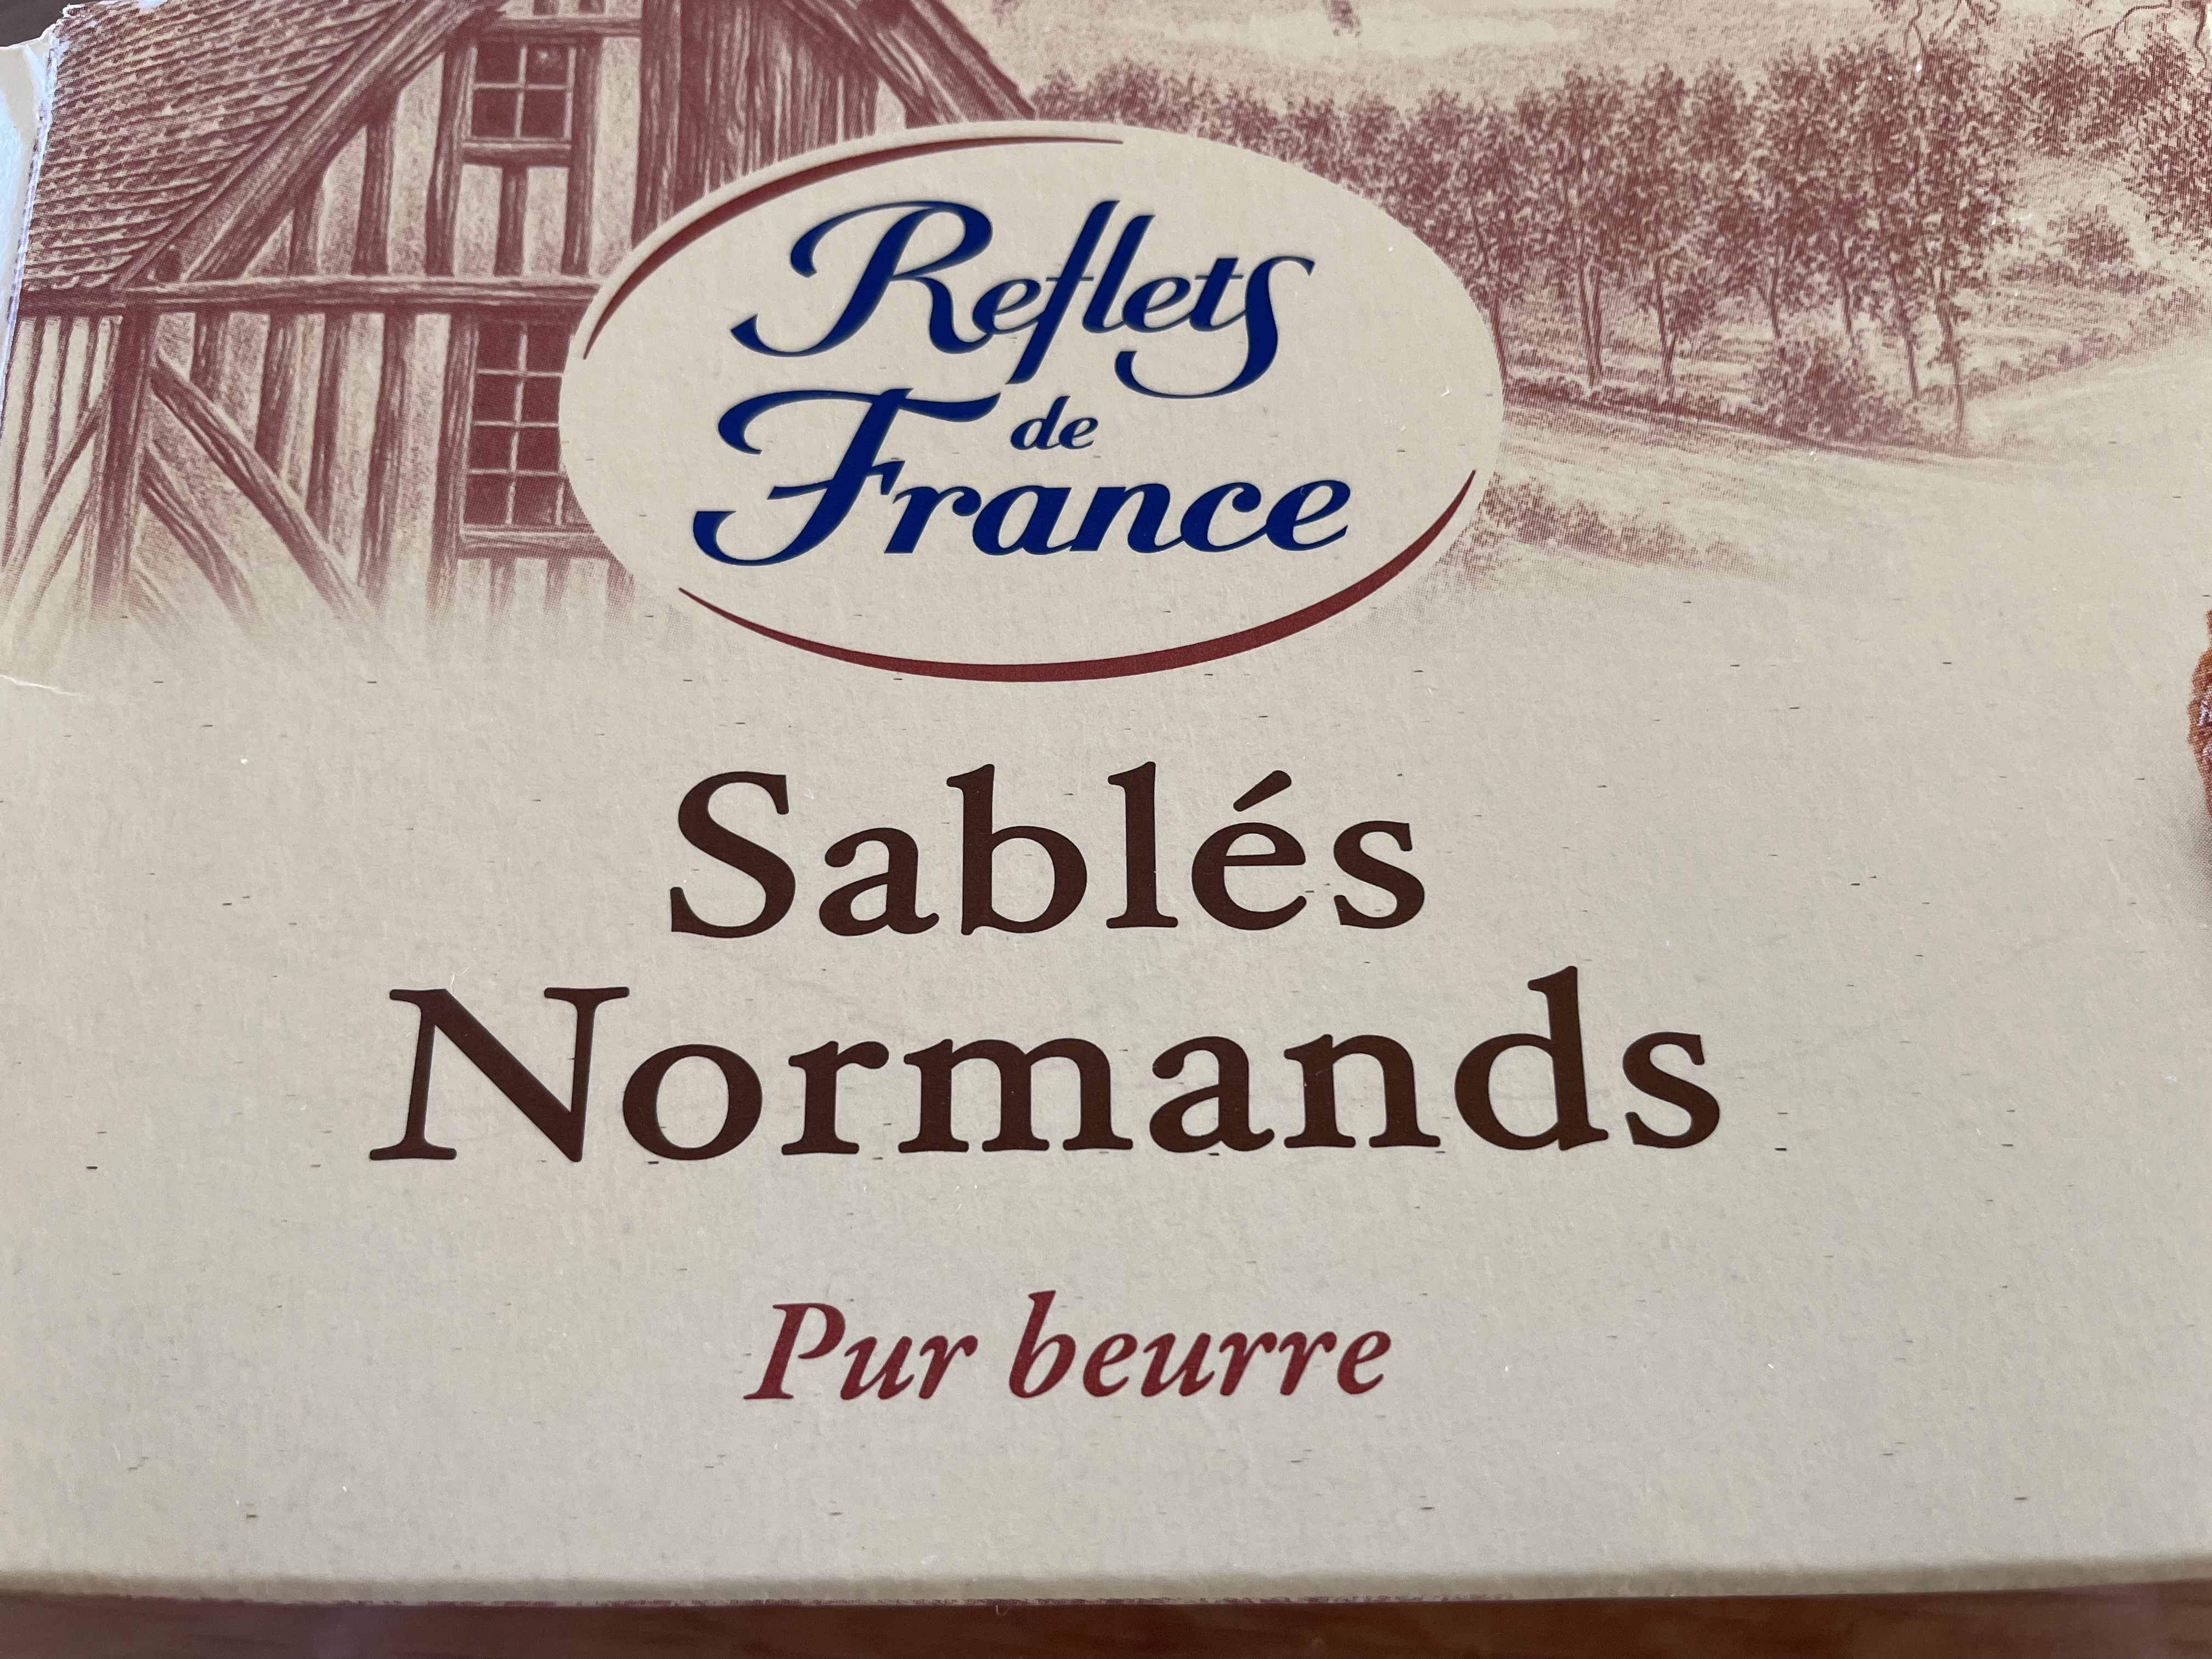 Reflets
de
France
Sablés
Normands
Pur beurre